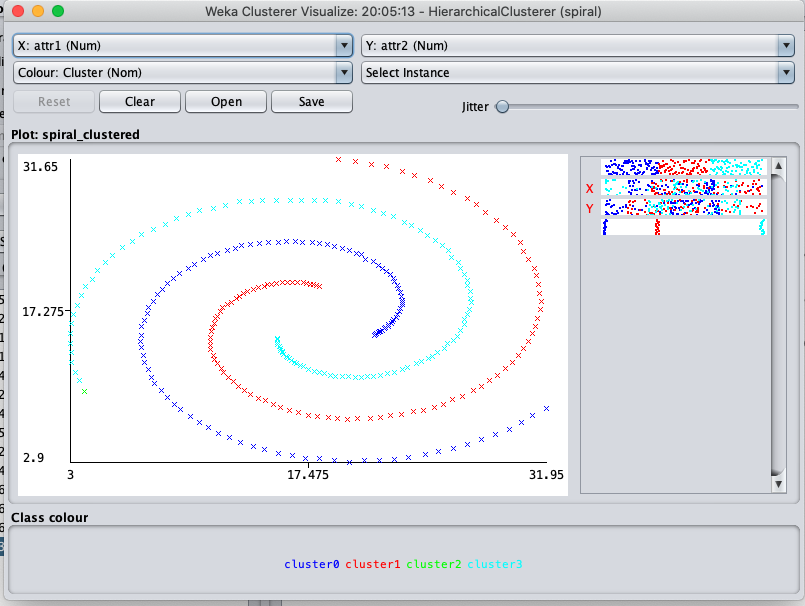 Weka Clusterer Visualize: 20:05:13 - HierarchicalClusterer (spiral)
X: attr1 (Num) Y: attr2 (Num)
Colour: Cluster (Nom) Select Instance
Reset Clear Open Save Jitter
Plot: spiral_clustered
31.65
X
Y
17.275
2.9
3 17.475 31.95
Class colour
cluster0 cluster1 cluster2 cluster3